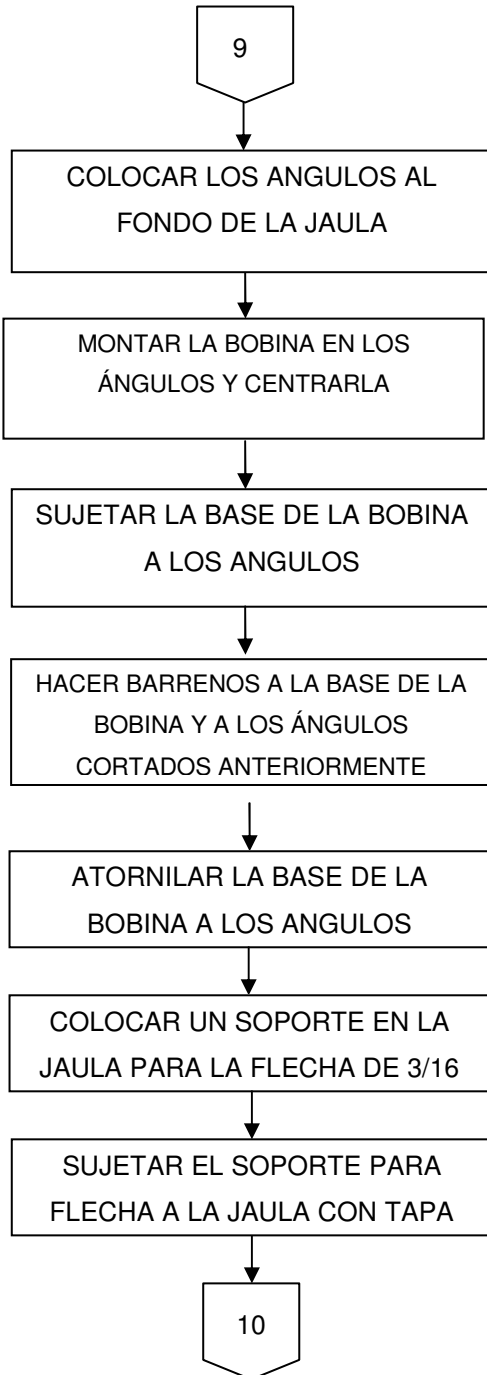 9
COLOCAR LOS ANGULOS AL
FONDO DE LA JAULA
MONTAR LA BOBINA EN LOS
ÁNGULOS Y CENTRARLA
SUJETAR LA BASE DE LA BOBINA
A LOS ANGULOS
HACER BARRENOS A LA BASE DE LA
BOBINA Y A LOS ÁNGULOS
CORTADOS ANTERIORMENTE
ATORNILAR LA BASE DE LA
BOBINA A LOS ANGULOS
COLOCAR UN SOPORTE EN LA
JAULA PARA LA FLECHA DE 3/16
SUJETAR EL SOPORTE PARA
FLECHA A LA JAULA CON TAPA
10